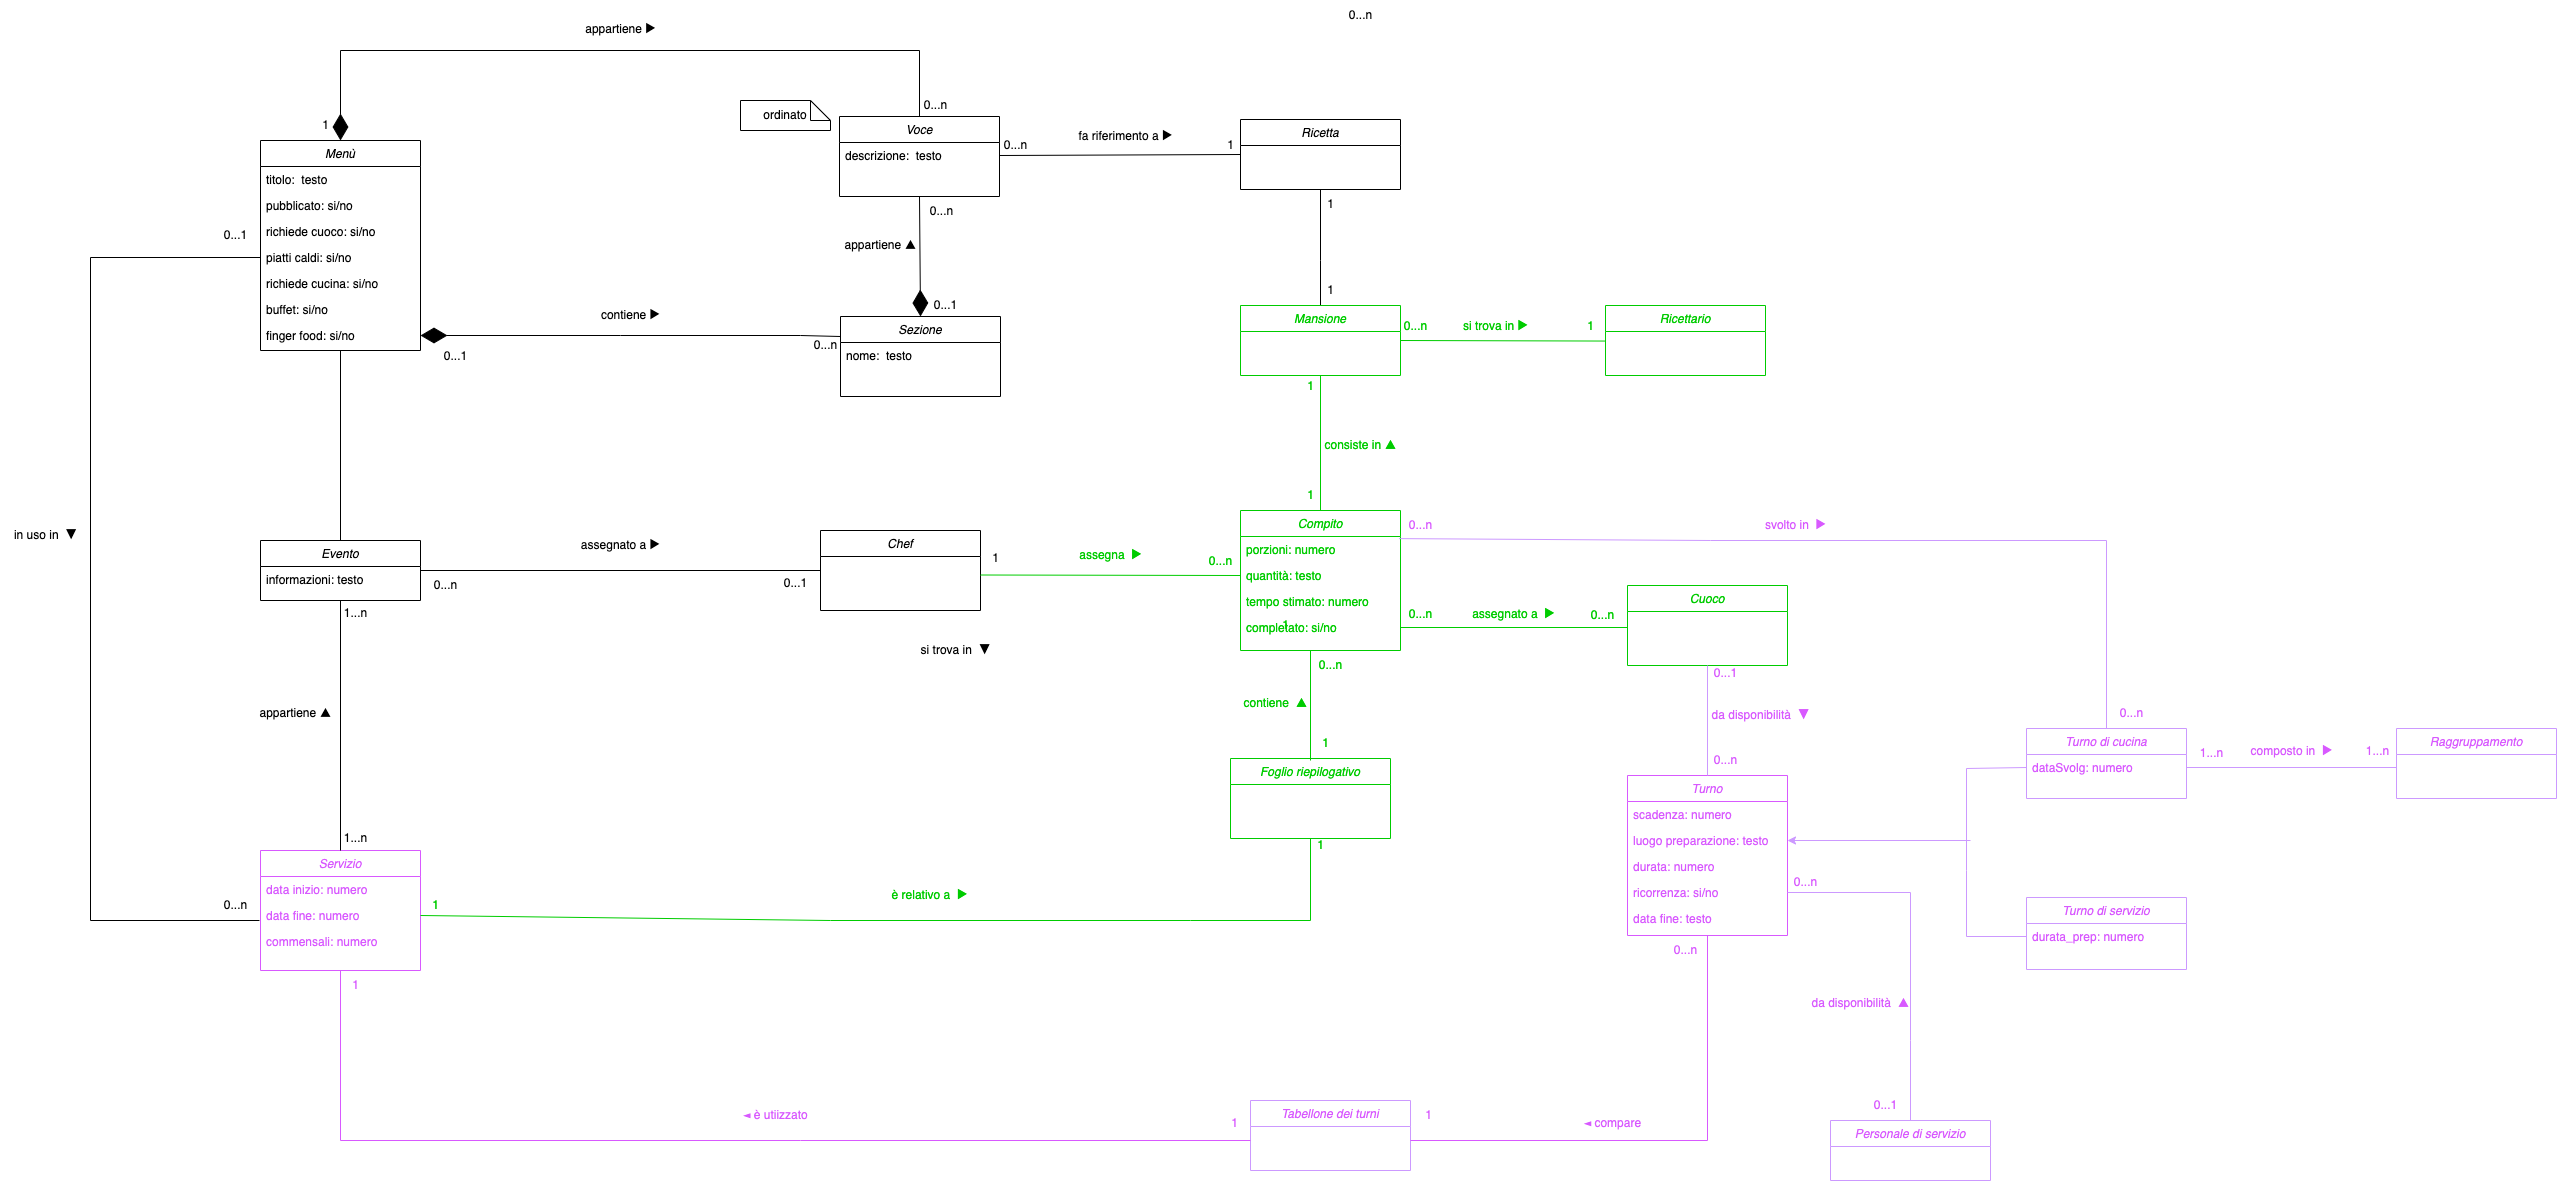 0...n
appartiene ▶
0...n
1
ordinato
Voce
descrizione: testo
0...n
fa riferimento a ▶
1
Ricetta
Menù
titolo: testo
pubblicato: si/no
richiede cuoco: si/no
piatti caldi: si/no
richiede cucina: si/no
buffet: si/no
finger food: si/no
0...1
0...n
appartiene ▲
0...1
1
1
contiene ▶
0...1
0...n
Sezione
nome: testo
Mansione
0...n
si trova in ▶
1
Ricettario
1
consiste in ▲
1
in uso in ▼
Evento
informazioni: testo
assegnato a ▶
0...n
0...1
Chef
1
assegna ▶
0...n
Compito
porzioni: numero
quantità: testo
tempo stimato: numero
completato: si/no
1
0...n
svolto in ▶
0...n
assegnato a ▶
0...n
Cuoco
1...n
si trova in ▼
0...n
contiene ▲
1
appartiene ▲
0...1
da disponibilità ▼
0...n
0...n
Turno di cucina
dataSvolg: numero
1...n
composto in ▶
1...n
Raggruppamento
Foglio riepilogativo
1
Turno
scadenza: numero
luogo preparazione: testo
durata: numero
ricorrenza: si/no
data fine: testo
0...n
Turno di servizio
durata_prep: numero
1...n
Servizio
data inizio: numero
data fine: numero
commensali: numero
0...n
1
è relativo a ▶
1
0...n
da disponibilità ▲
0...1
Personale di servizio
◄ è utiizzato
1
Tabellone dei turni
1
◄ compare